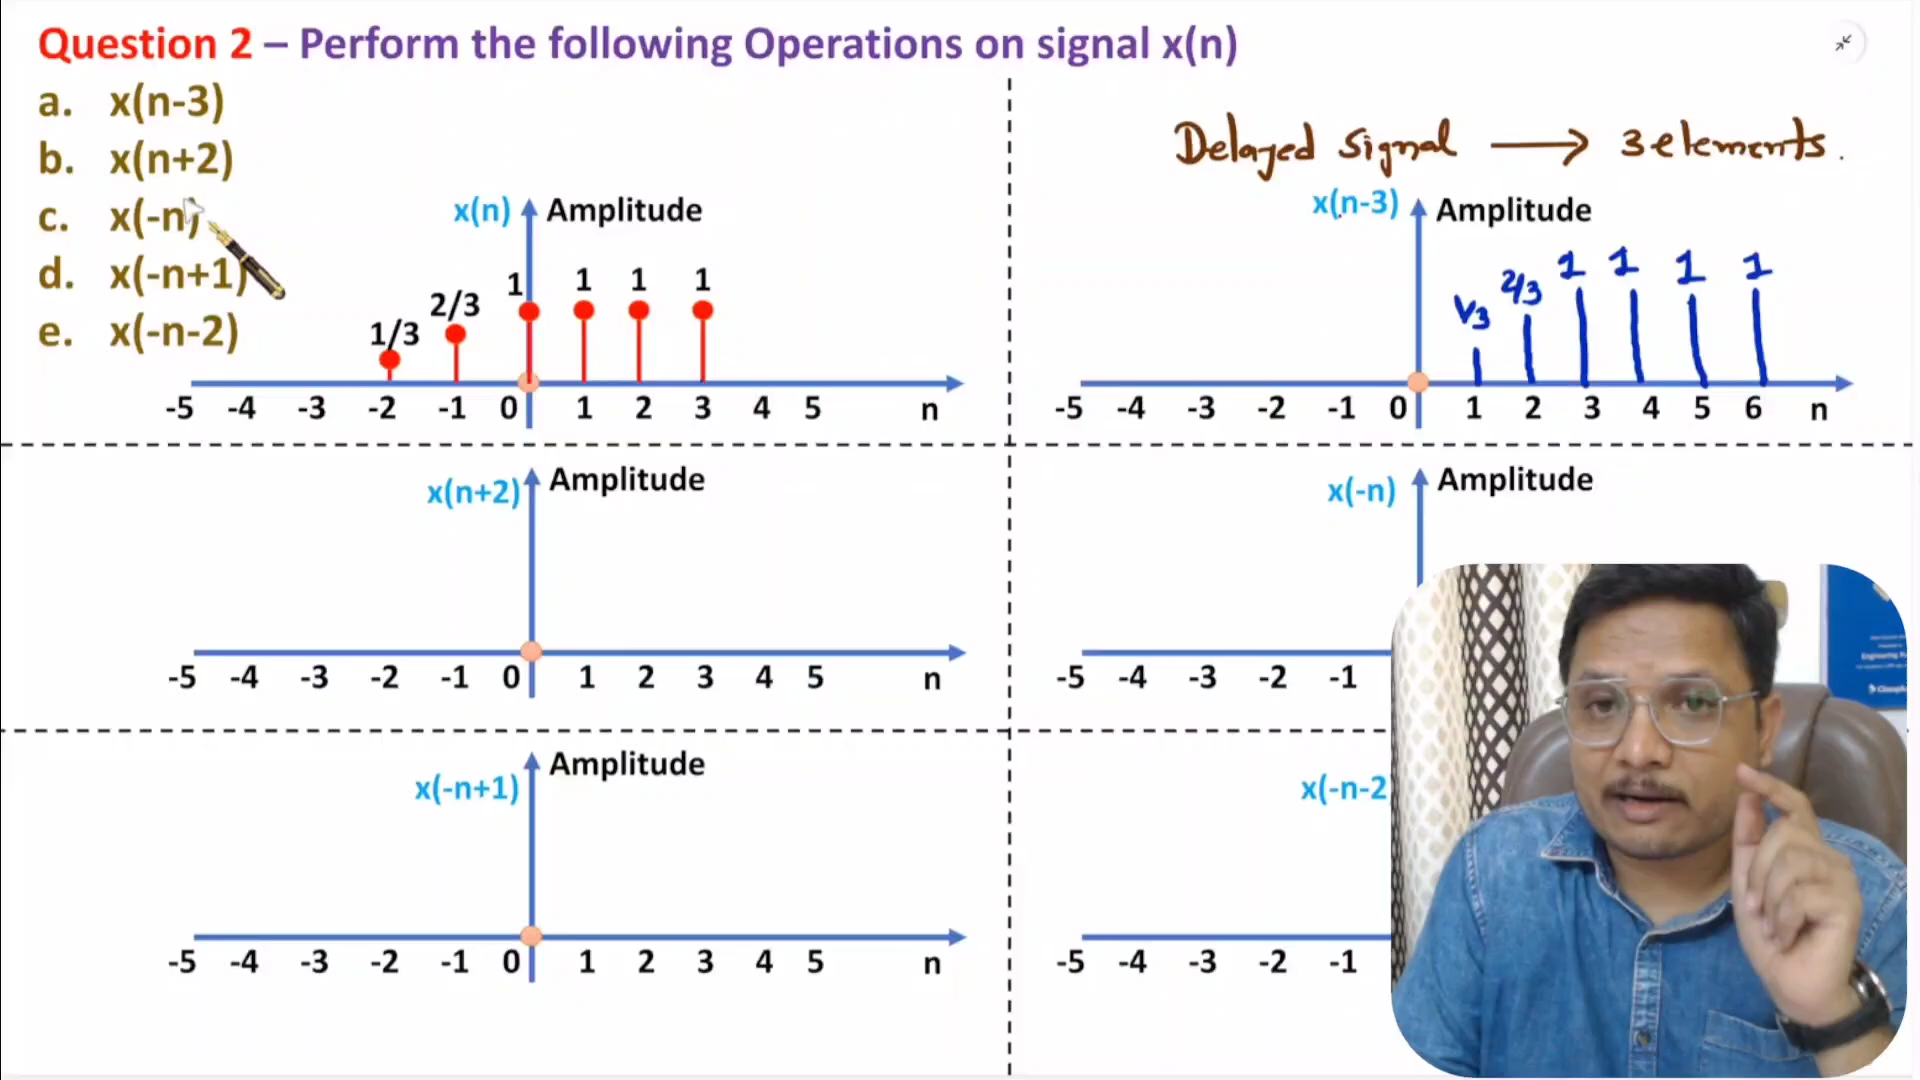 Question 2 – Perform the following Operations on signal x(n)
a. x(n-3)
b. x(n+2)
c. x(-n)
d. x(-n+1)
e. x(-n-2)
x(n) Amplitude
1/3 2/3 1 1 1 1
-5 -4 -3 -2 -1 0 1 2 3 4 5 n
Delayed signal → 3 elements.
x(n-3) Amplitude
1/3 2/3 1 1 1 1
-5 -4 -3 -2 -1 0 1 2 3 4 5 6 n
x(n+2) Amplitude
-5 -4 -3 -2 -1 0 1 2 3 4 5 n
x(-n) Amplitude
-5 -4 -3 -2 -1
x(-n+1) Amplitude
-5 -4 -3 -2 -1 0 1 2 3 4 5 n
x(-n-2
-5 -4 -3 -2 -1